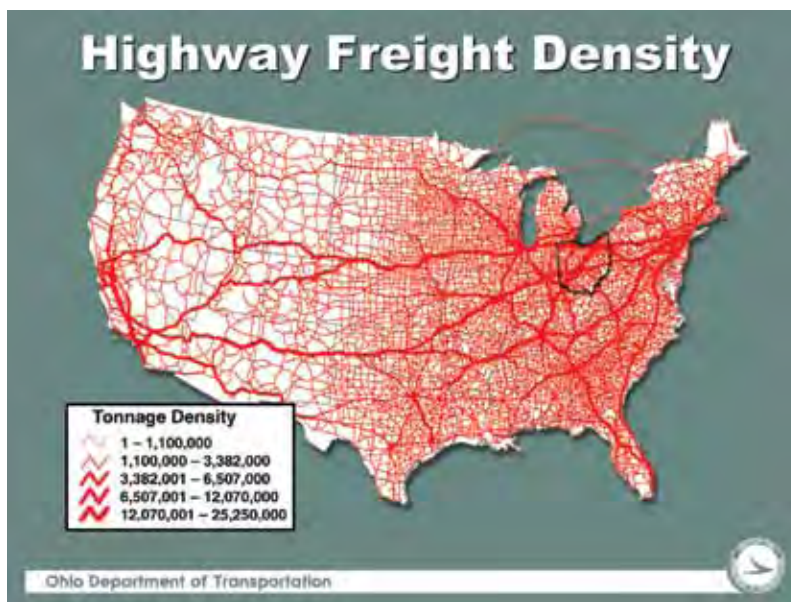 Highway Freight Density
Tonnage Density
1 – 1,100,000
1,100,000 – 3,382,000
3,382,001 – 6,507,000
6,507,001 – 12,070,000
12,070,001 – 25,250,000
Ohio Department of Transportation